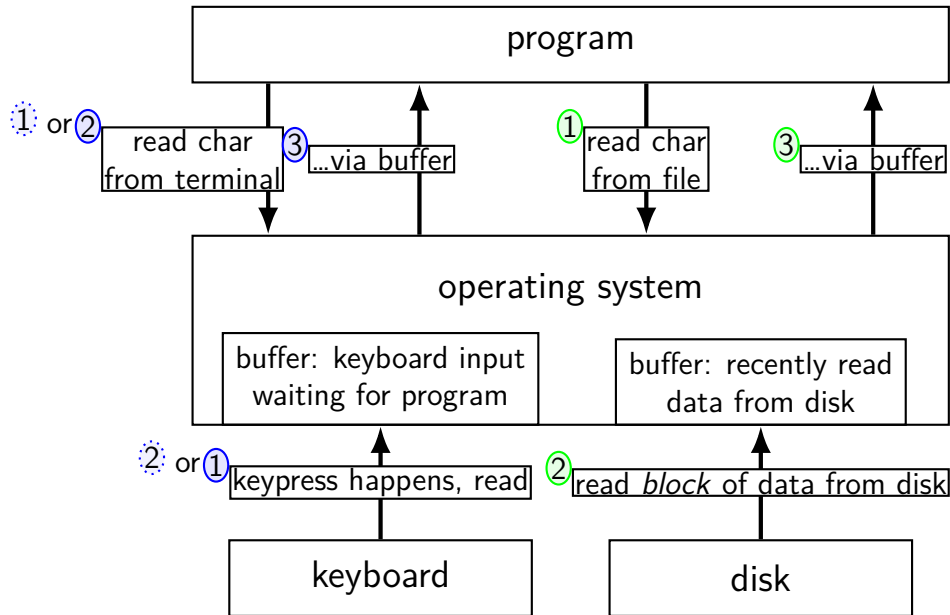 program
1 or 2
read char
from terminal
3
...via buffer
1
read char
from file
3
...via buffer
operating system
buffer: keyboard input
waiting for program
buffer: recently read
data from disk
2 or 1
keypress happens, read
2
read block of data from disk
keyboard
disk